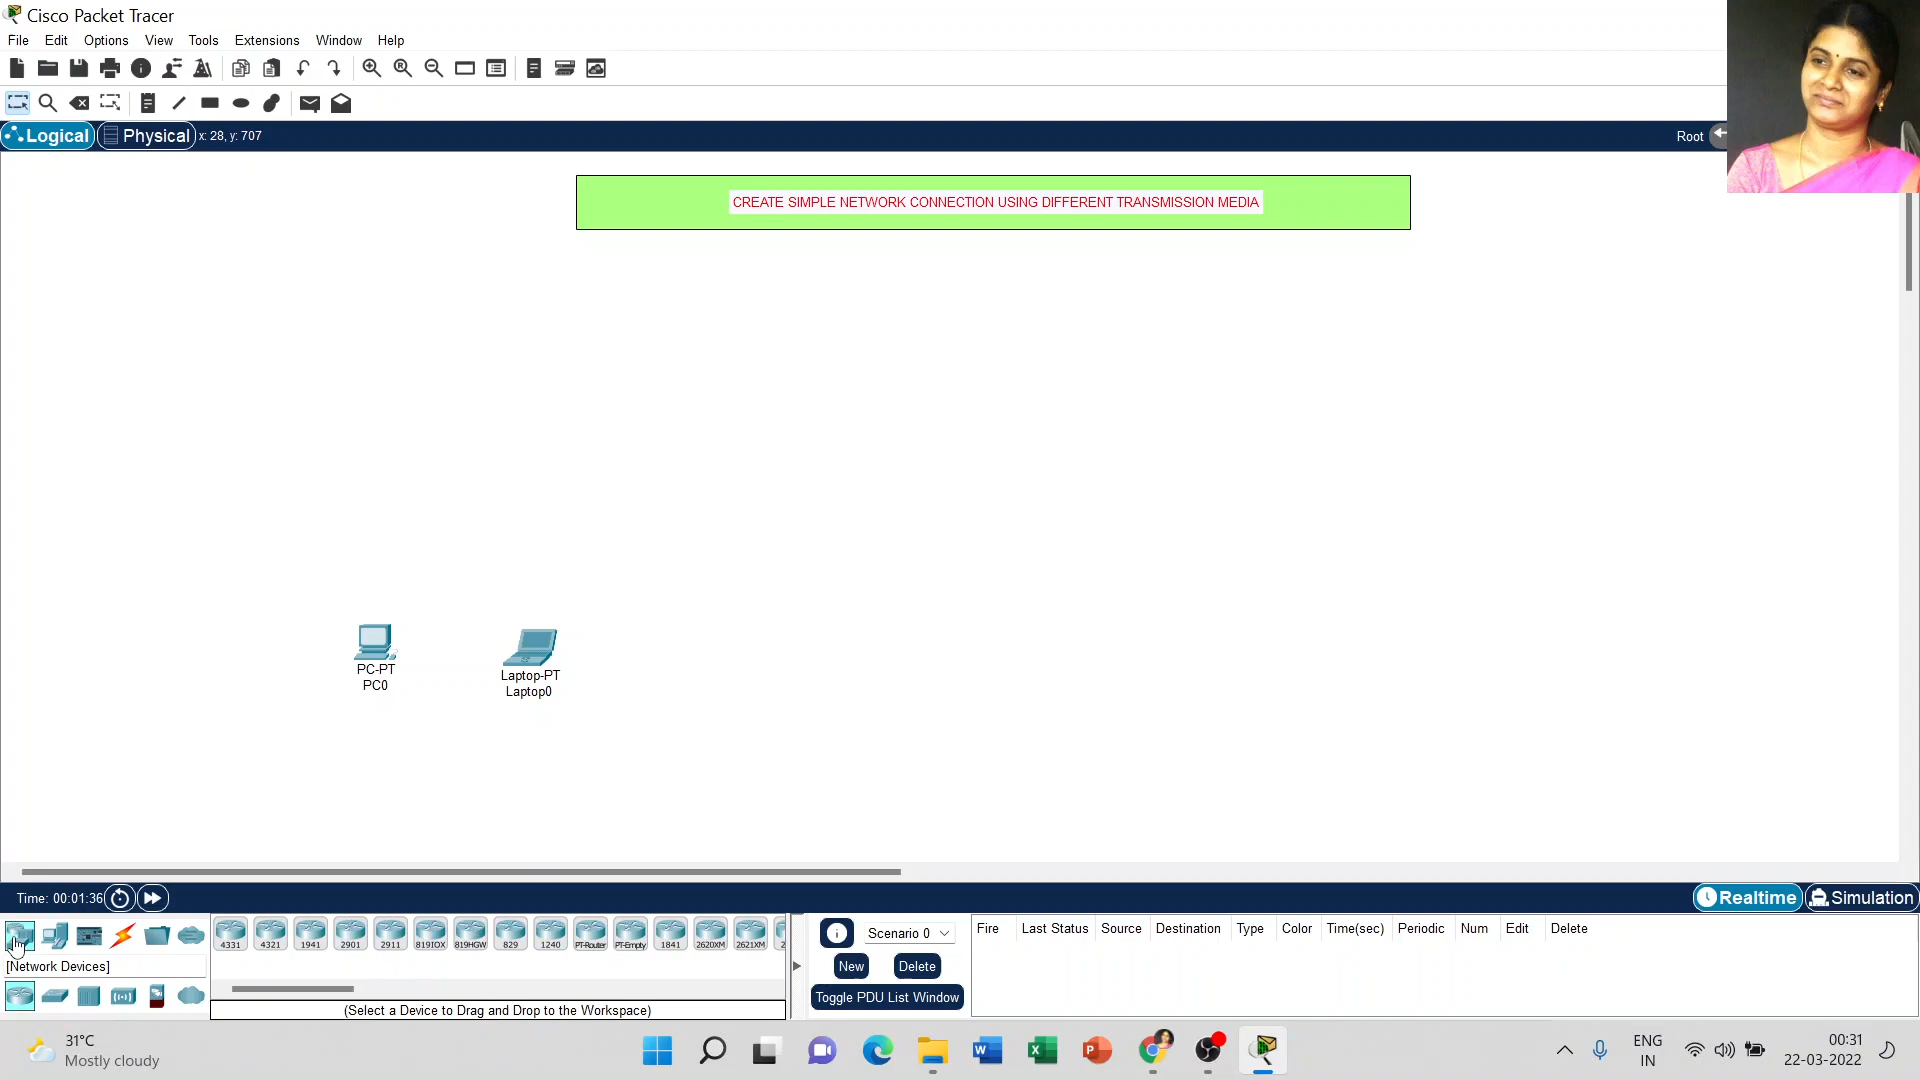 Cisco Packet Tracer
File Edit Options View Tools Extensions Window Help
Logical Physical x: 28, y: 707 Root
CREATE SIMPLE NETWORK CONNECTION USING DIFFERENT TRANSMISSION MEDIA
PC-PT
PC0
Laptop-PT
Laptop0
Time: 00:01:36 Realtime Simulation
4331 4321 1941 2901 2911 819IOX 819HGW 829 1240 PT-Router PT-Empty 1841 2620XM 2621XM
Scenario 0
Fire Last Status Source Destination Type Color Time(sec) Periodic Num Edit Delete
[Network Devices]
New Delete
Toggle PDU List Window
(Select a Device to Drag and Drop to the Workspace)
31°C
Mostly cloudy
ENG
IN
00:31
22-03-2022